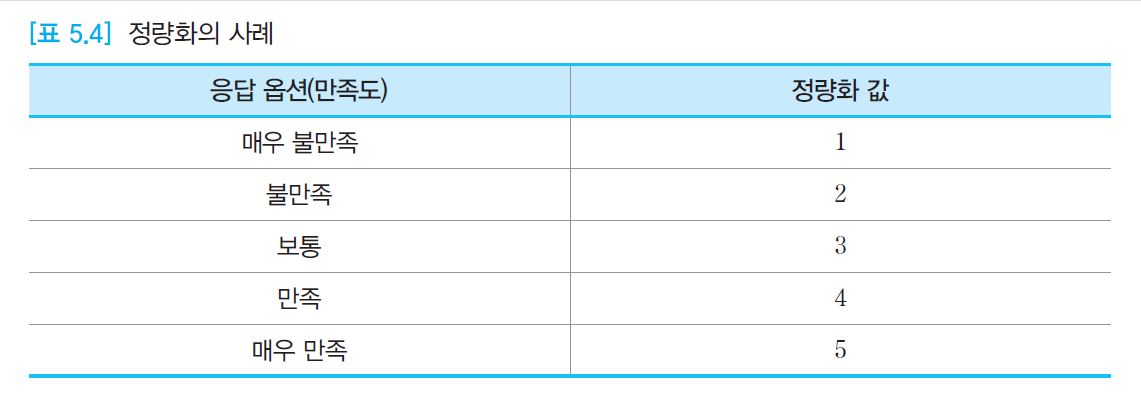 [표 5.4] 정량화의 사례
응답 옵션(만족도) 정량화 값
매우 불만족 1
불만족 2
보통 3
만족 4
매우 만족 5